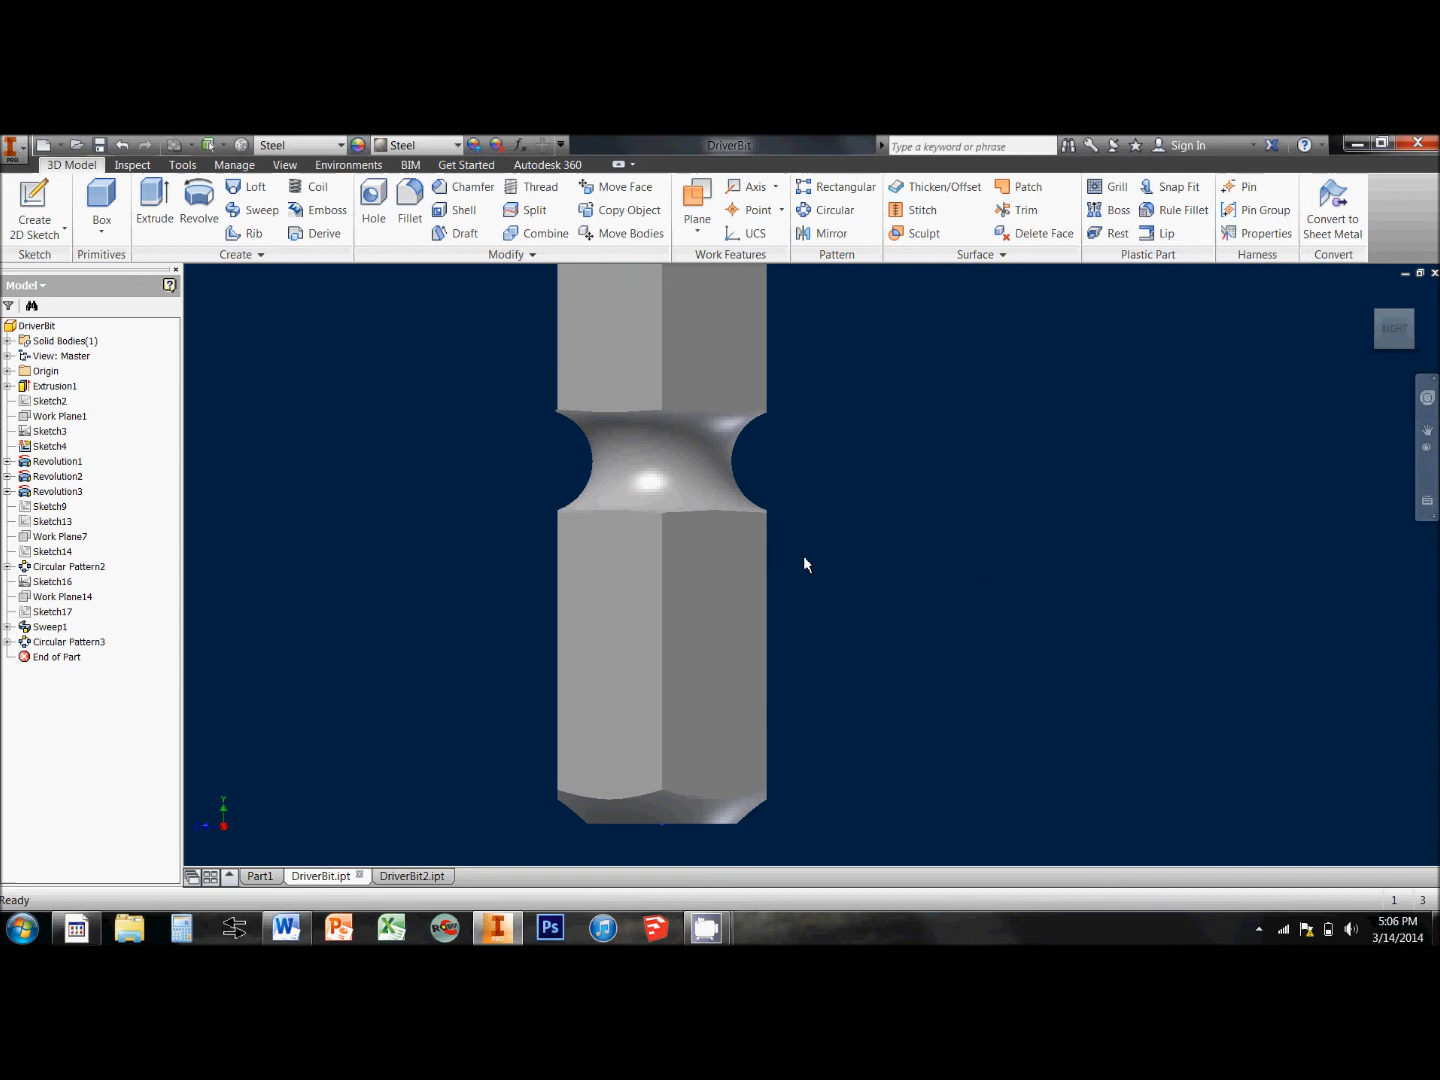 Steel
Steel
DriverBit
Type a keyword or phrase
Sign In
PRO
3D Model Inspect Tools Manage View Environments BIM Get Started Autodesk 360
Create
2D Sketch
Sketch
Box
Primitives
Extrude
Revolve
Loft
Sweep
Rib
Coil
Emboss
Derive
Create
Hole
Fillet
Chamfer
Shell
Draft
Thread
Split
Combine
Move Face
Copy Object
Move Bodies
Modify
Plane
Axis
Point
UCS
Work Features
Rectangular
Circular
Mirror
Pattern
Thicken/Offset
Stitch
Sculpt
Patch
Trim
Delete Face
Surface
Grill
Boss
Rest
Snap Fit
Rule Fillet
Lip
Plastic Part
Pin
Pin Group
Properties
Harness
Convert to
Sheet Metal
Convert
Model
DriverBit
Solid Bodies(1)
View: Master
Origin
Extrusion1
Sketch2
Work Plane1
Sketch3
Sketch4
Revolution1
Revolution2
Revolution3
Sketch9
Sketch13
Work Plane7
Sketch14
Circular Pattern2
Sketch16
Work Plane14
Sketch17
Sweep1
Circular Pattern3
End of Part
RIGHT
Y
Part1 DriverBit.ipt DriverBit2.ipt
Ready
1 3
Ps
PRO
5:06 PM
3/14/2014